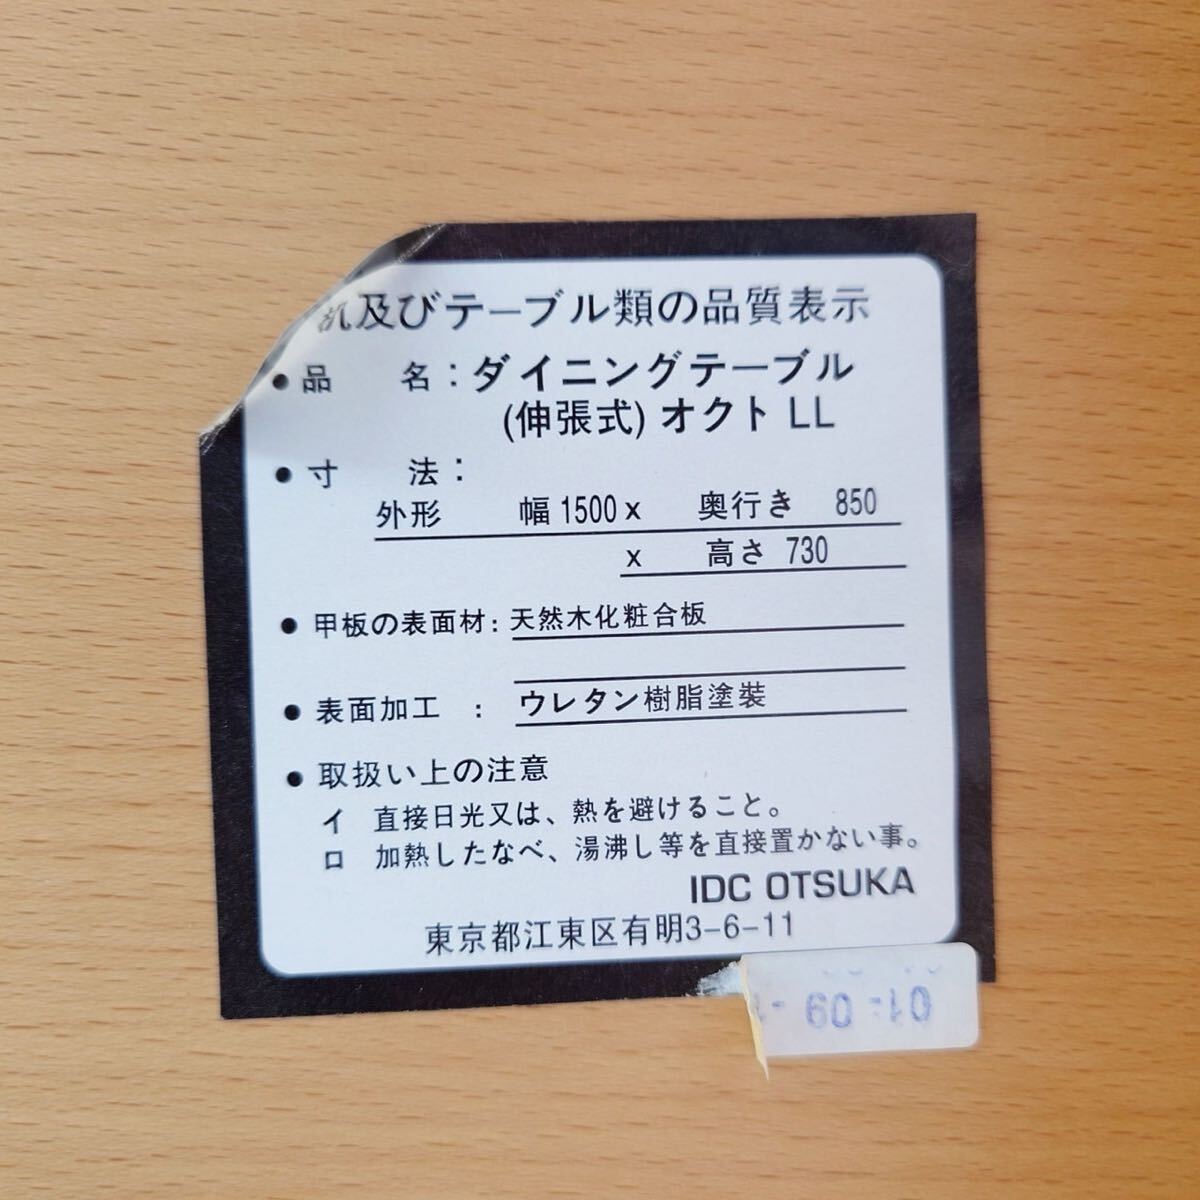 机及びテーブル類の品質表示
● 品　名：ダイニングテーブル
(伸張式) オクト LL
● 寸　法：
外形　幅 1500 x　奥行き　850
x　高さ 730
● 甲板の表面材：天然木化粧合板
● 表面加工　：　ウレタン樹脂塗装
● 取扱い上の注意
イ　直接日光又は、熱を避けること。
ロ　加熱したなべ、湯沸し等を直接置かない事。
IDC OTSUKA
東京都江東区有明3-6-11